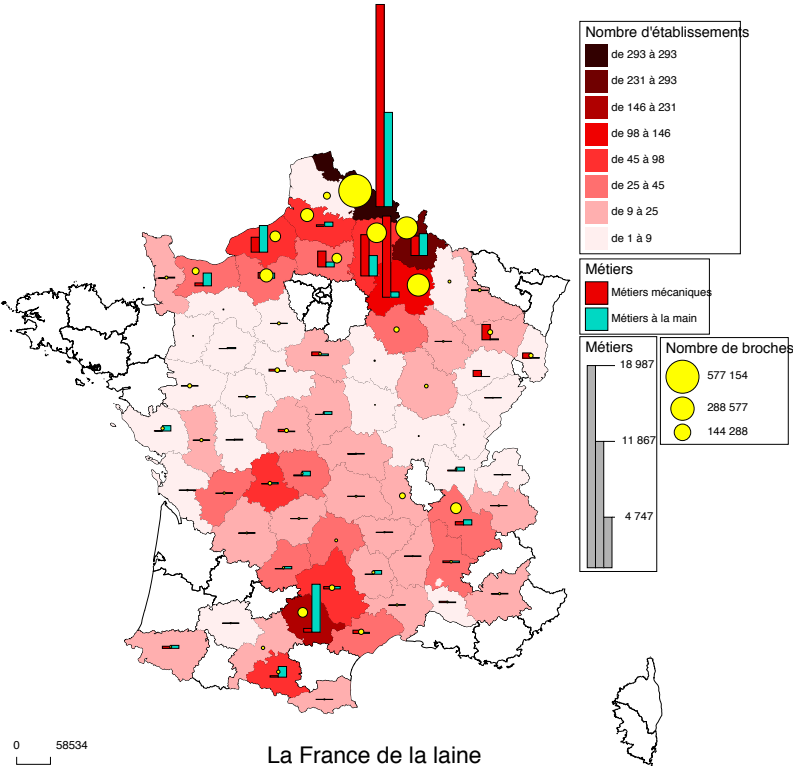 Nombre d'établissements
de 293 à 293
de 231 à 293
de 146 à 231
de 98 à 146
de 45 à 98
de 25 à 45
de 9 à 25
de 1 à 9
Métiers
Métiers mécaniques
Métiers à la main
Métiers
18 987
11 867
4 747
Nombre de broches
577 154
288 577
144 288
0 58534
La France de la laine